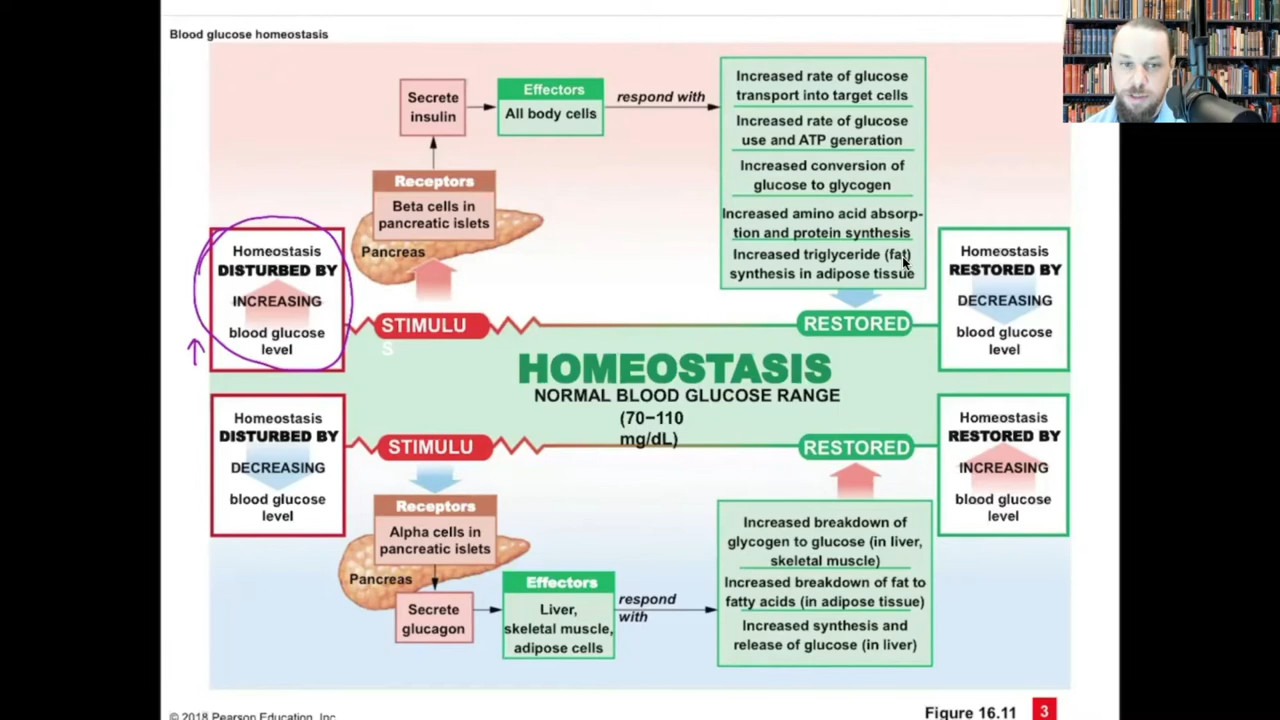 Blood glucose homeostasis
Secrete
insulin
Effectors
All body cells
respond with
Increased rate of glucose
transport into target cells
Increased rate of glucose
use and ATP generation
Increased conversion of
glucose to glycogen
Increased amino acid absorp-
tion and protein synthesis
Increased triglyceride (fat)
synthesis in adipose tissue
Receptors
Beta cells in
pancreatic islets
Pancreas
Homeostasis
DISTURBED BY
INCREASING
blood glucose
level
STIMULU
S
RESTORED
Homeostasis
RESTORED BY
DECREASING
blood glucose
level
HOMEOSTASIS
NORMAL BLOOD GLUCOSE RANGE
(70−110
mg/dL)
Homeostasis
DISTURBED BY
DECREASING
blood glucose
level
STIMULU
RESTORED
Homeostasis
RESTORED BY
INCREASING
blood glucose
level
Receptors
Alpha cells in
pancreatic islets
Pancreas
Secrete
glucagon
Effectors
Liver,
skeletal muscle,
adipose cells
respond
with
Increased breakdown of
glycogen to glucose (in liver,
skeletal muscle)
Increased breakdown of fat to
fatty acids (in adipose tissue)
Increased synthesis and
release of glucose (in liver)
© 2018 Pearson Education, Inc.
Figure 16.11
3